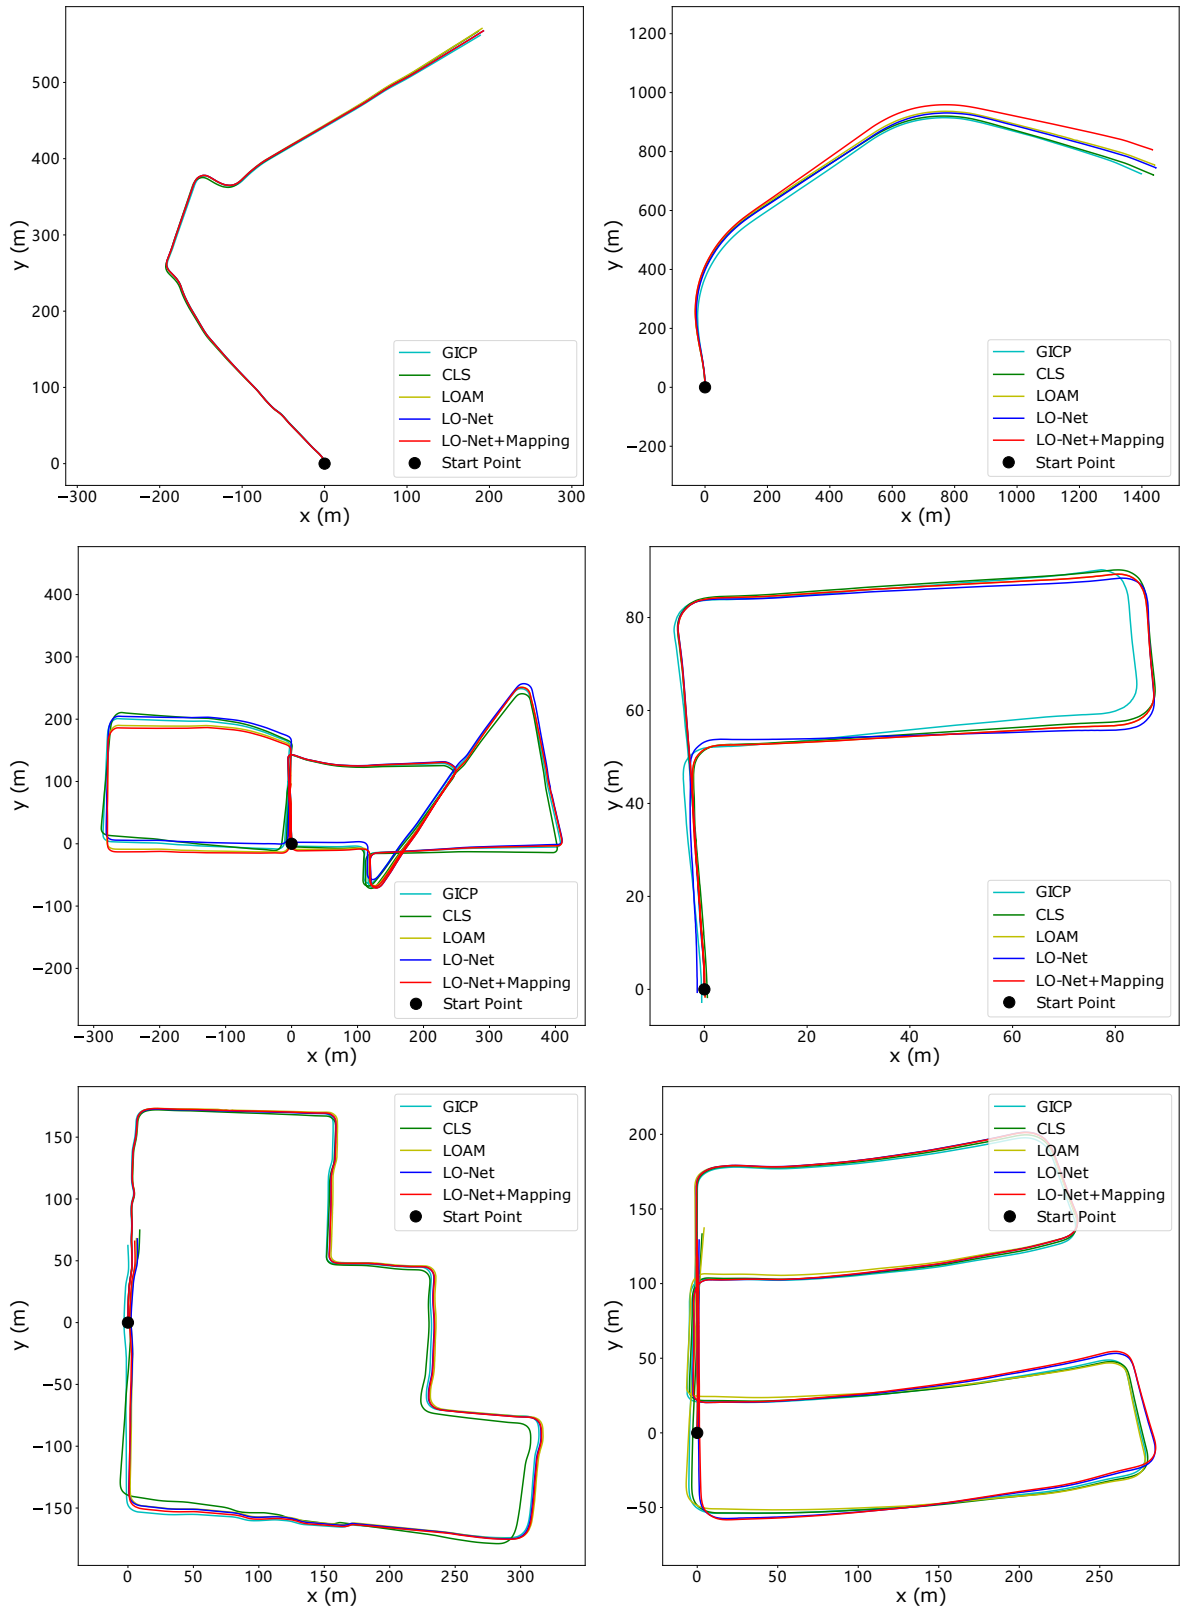 500
400
300
200
100
0
y (m)
−300 −200 −100 0 100 200 300
x (m)
GICP
CLS
LOAM
LO-Net
LO-Net+Mapping
Start Point
1200
1000
800
600
400
200
0
−200
y (m)
0 200 400 600 800 1000 1200 1400
x (m)
GICP
CLS
LOAM
LO-Net
LO-Net+Mapping
Start Point
400
300
200
100
0
−100
−200
y (m)
−300 −200 −100 0 100 200 300 400
x (m)
GICP
CLS
LOAM
LO-Net
LO-Net+Mapping
Start Point
80
60
40
20
0
y (m)
0 20 40 60 80
x (m)
GICP
CLS
LOAM
LO-Net
LO-Net+Mapping
Start Point
150
100
50
0
−50
−100
−150
y (m)
0 50 100 150 200 250 300
x (m)
GICP
CLS
LOAM
LO-Net
LO-Net+Mapping
Start Point
200
150
100
50
0
−50
y (m)
0 50 100 150 200 250
x (m)
GICP
CLS
LOAM
LO-Net
LO-Net+Mapping
Start Point